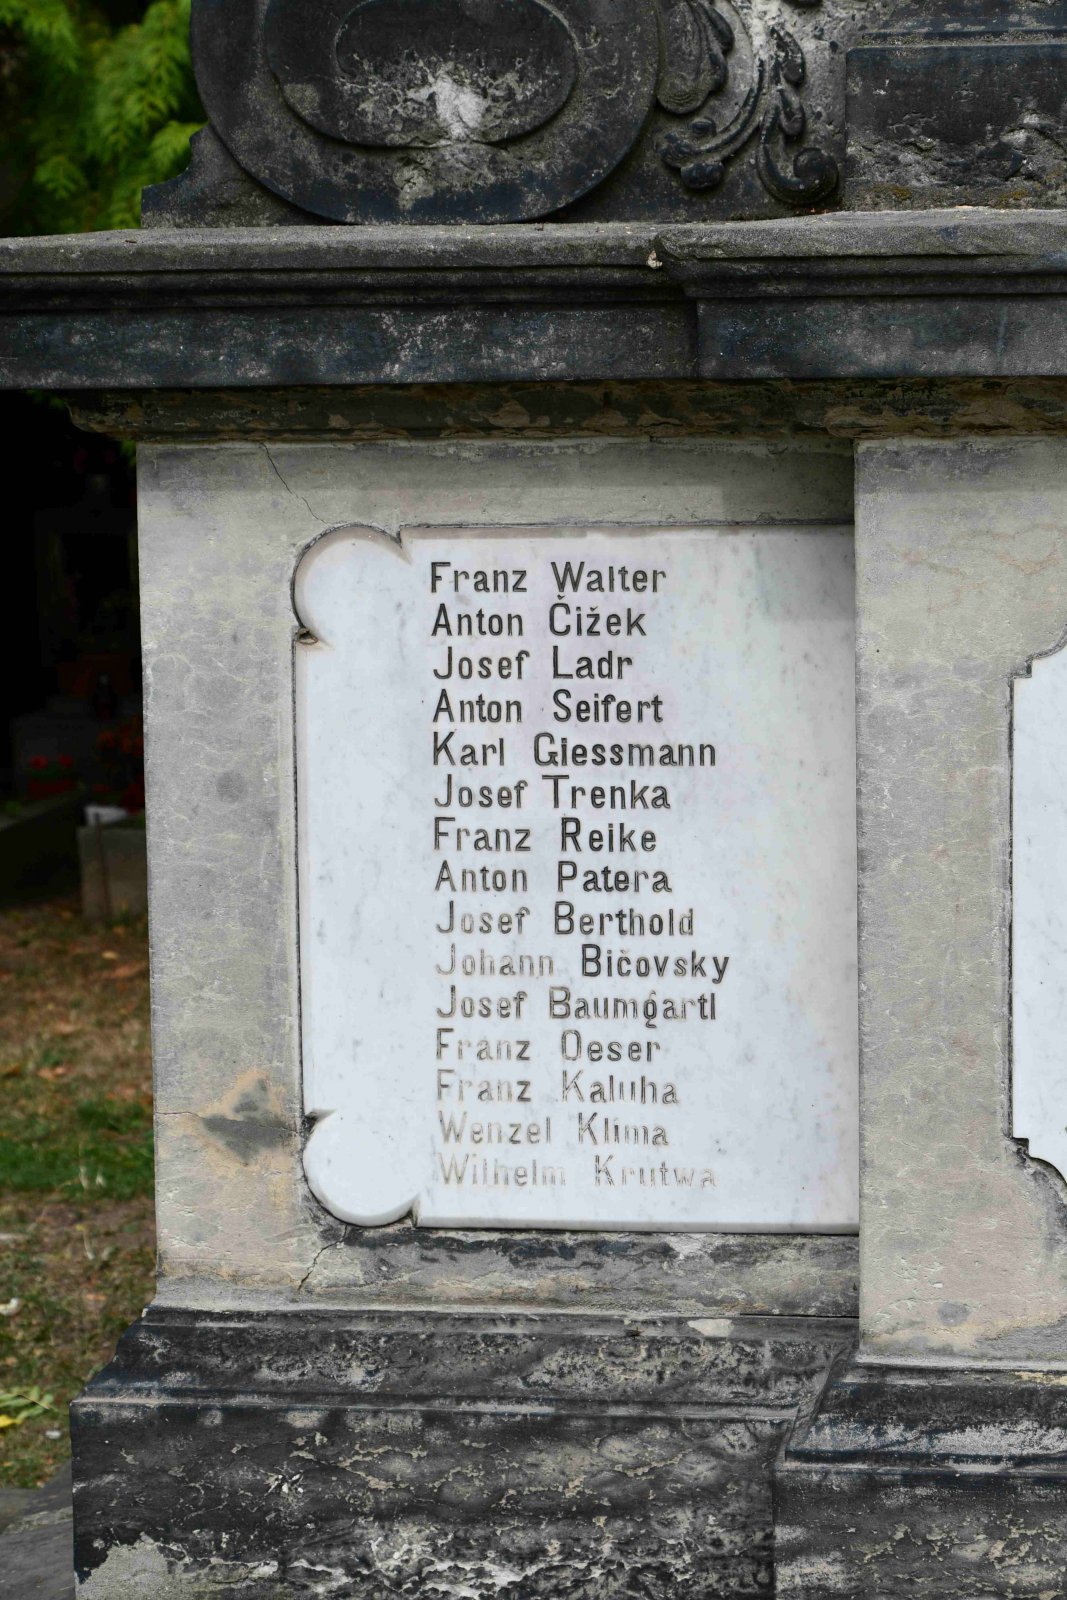 Franz Walter
Anton Čižek
Josef Ladr
Anton Seifert
Karl Giessmann
Josef Trenka
Franz Reike
Anton Patera
Josef Berthold
Johann Bičovsky
Josef Baumgartl
Franz Oeser
Franz Kaluha
Wenzel Klima
Wilhelm Krutwa